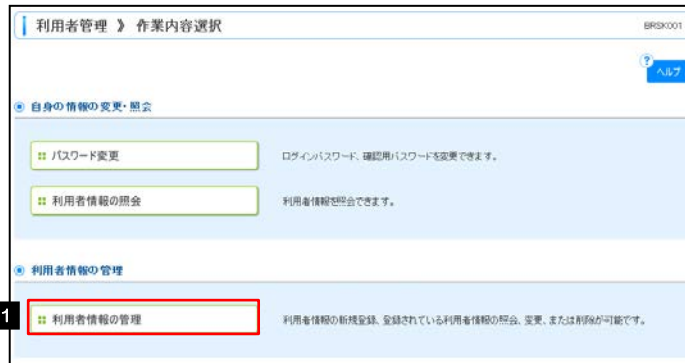 利用者管理 》 作業内容選択
BRSK001
?
ヘルプ
自身の情報の変更・照会
パスワード変更
ログインパスワード、確認用パスワードを変更できます。
利用者情報の照会
利用者情報を照会できます。
利用者情報の管理
1
利用者情報の管理
利用者情報の新規登録、登録されている利用者情報の照会、変更、または削除が可能です。